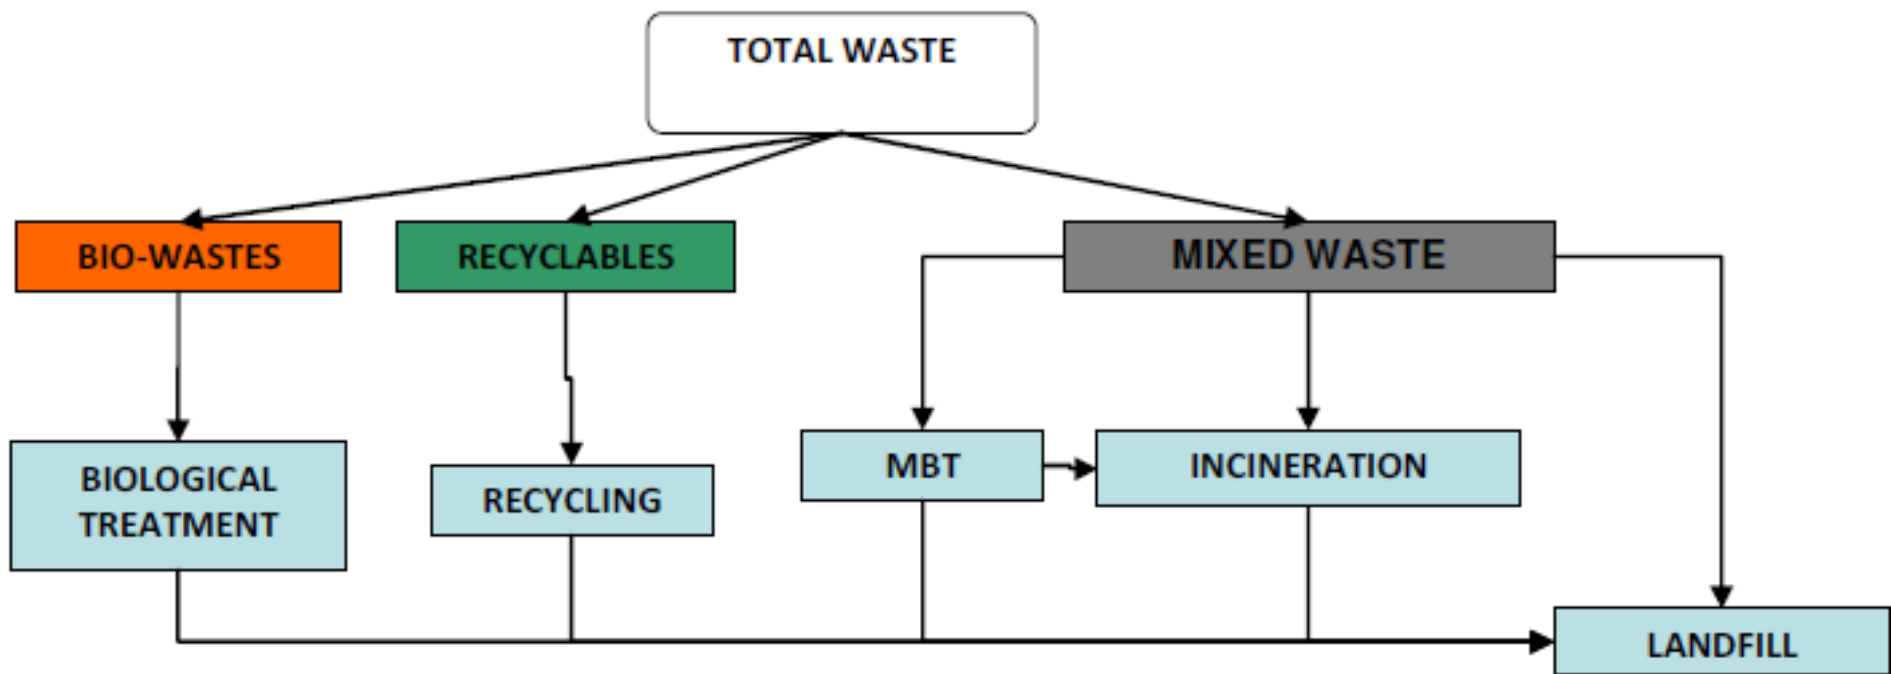 TOTAL WASTE
BIO-WASTES
RECYCLABLES
MIXED WASTE
BIOLOGICAL
TREATMENT
RECYCLING
MBT
INCINERATION
LANDFILL